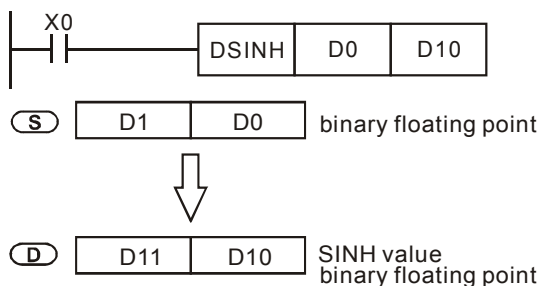 X0
DSINH D0 D10
S D1 D0 binary floating point
D D11 D10 SINH value
binary floating point